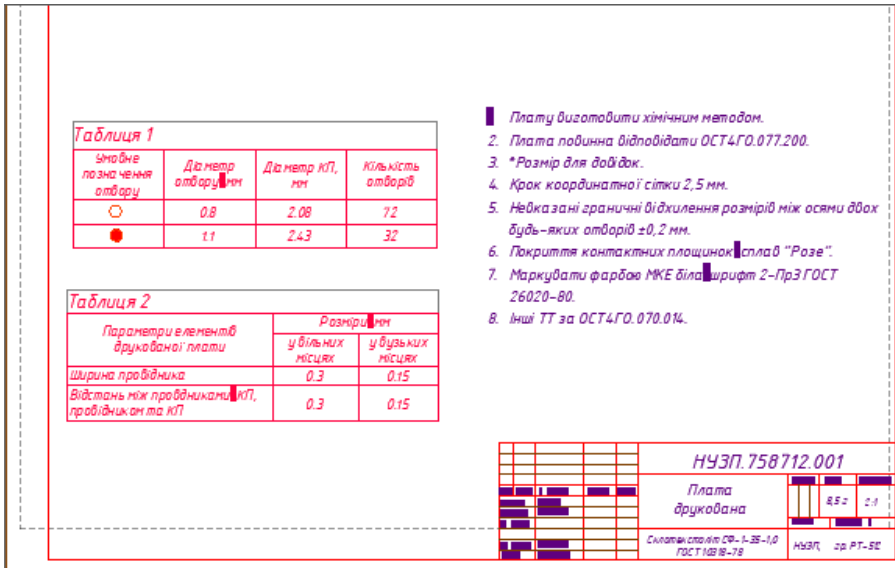 Таблиця 1
Умовне позначення отвору
Діаметр отвору мм
Діаметр КП, мм
Кількість отворів
0.8 2.08 72
1.1 2.43 32
Таблиця 2
Параметри елементів друкованої плати
Розміри мм
у вільних місцях
у вузьких місцях
Ширина провідника 0.3 0.15
Відстань між провдниками КП, провідником та КП 0.3 0.15
Плату виготовити хімічним методом.
2. Плата повинна відповідати ОСТ4ГО.077.200.
3. *Розмір для довідок.
4. Крок координатної сітки 2,5 мм.
5. Невказані граничні відхилення розмірів між осями двох
будь-яких отворів ±0,2 мм.
6. Покриття контактних площинок сплав "Розе".
7. Маркувати фарбою МКЕ біла шрифт 2-Пр3 ГОСТ
26020-80.
8. Інші ТТ за ОСТ4ГО.070.014.
НУЗП.758712.001
Плата
друкована
8,5 г 2:1
Склотекстоліт СФ-1-35-1,0
ГОСТ 10316-78
НУЗП, гр. РТ-